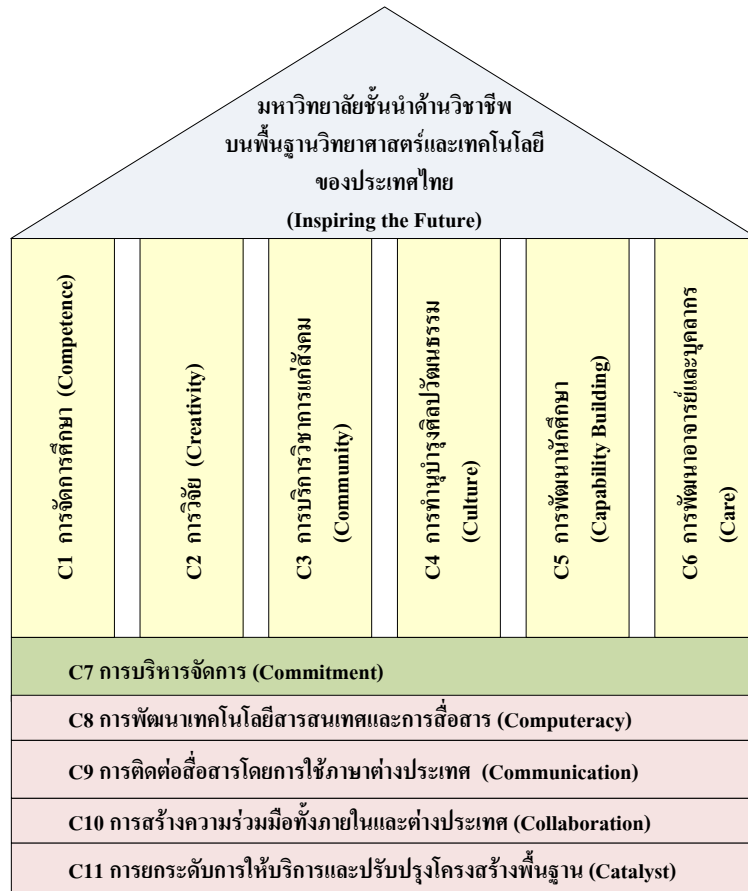 มหาวิทยาลัยชั้นนำด้านวิชาชีพ
บนพื้นฐานวิทยาศาสตร์และเทคโนโลยี
ของประเทศไทย
(Inspiring the Future)
C1 การจัดการศึกษา (Competence)
C2 การวิจัย (Creativity)
C3 การบริการวิชาการแก่สังคม
(Community)
C4 การทำนุบำรุงศิลปวัฒนธรรม
(Culture)
C5 การพัฒนานักศึกษา
(Capability Building)
C6 การพัฒนาอาจารย์และบุคลากร
(Care)
C7 การบริหารจัดการ (Commitment)
C8 การพัฒนาเทคโนโลยีสารสนเทศและการสื่อสาร (Computeracy)
C9 การติดต่อสื่อสารโดยการใช้ภาษาต่างประเทศ (Communication)
C10 การสร้างความร่วมมือทั้งภายในและต่างประเทศ (Collaboration)
C11 การยกระดับการให้บริการและปรับปรุงโครงสร้างพื้นฐาน (Catalyst)